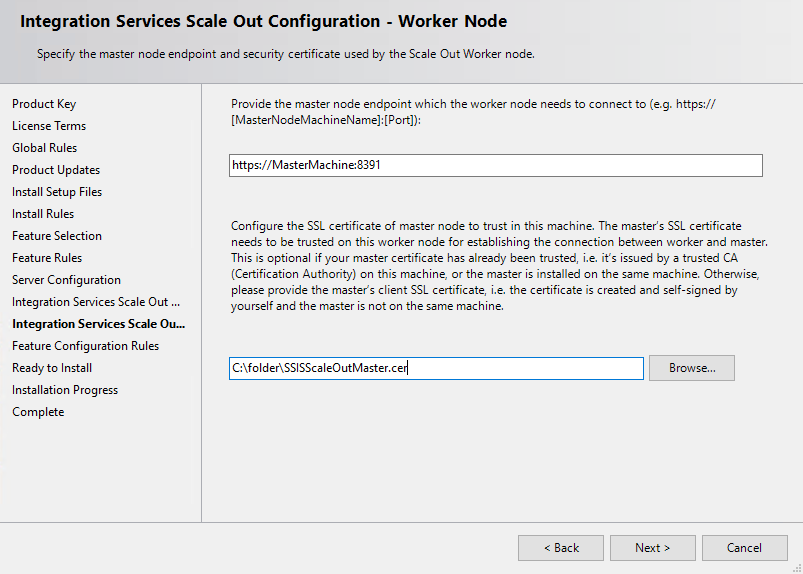 Integration Services Scale Out Configuration - Worker Node
Specify the master node endpoint and security certificate used by the Scale Out Worker node.
Product Key
License Terms
Global Rules
Product Updates
Install Setup Files
Install Rules
Feature Selection
Feature Rules
Server Configuration
Integration Services Scale Out ...
Integration Services Scale Ou...
Feature Configuration Rules
Ready to Install
Installation Progress
Complete
Provide the master node endpoint which the worker node needs to connect to (e.g. https://
[MasterNodeMachineName]:[Port]):
https://MasterMachine:8391
Configure the SSL certificate of master node to trust in this machine. The master's SSL certificate
needs to be trusted on this worker node for establishing the connection between worker and master.
This is optional if your master certificate has already been trusted, i.e. it's issued by a trusted CA
(Certification Authority) on this machine, or the master is installed on the same machine. Otherwise,
please provide the master's client SSL certificate, i.e. the certificate is created and self-signed by
yourself and the master is not on the same machine.
C:\folder\SSISScaleOutMaster.cer
Browse...
< Back
Next >
Cancel